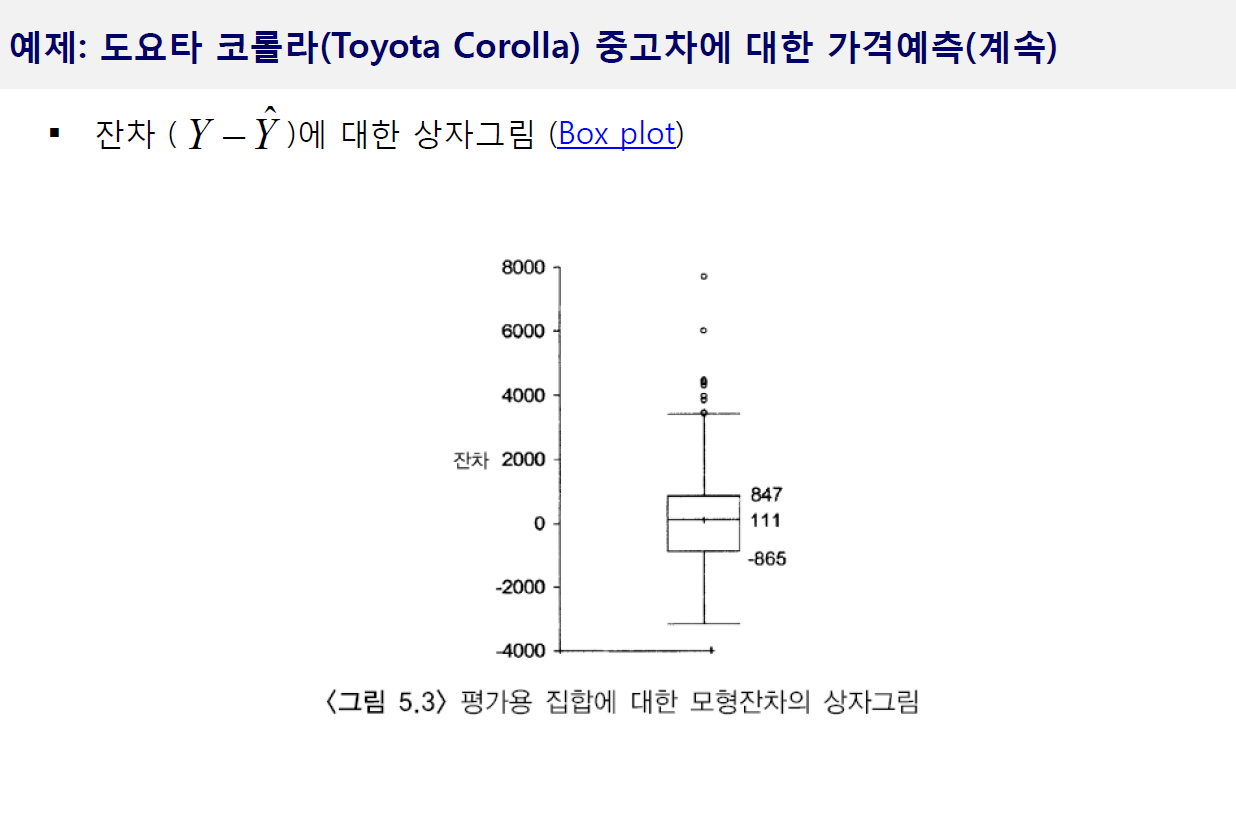 예제: 도요타 코롤라(Toyota Corolla) 중고차에 대한 가격예측(계속)
▪ 잔차 ( Y – Ŷ )에 대한 상자그림 (Box plot)
8000
6000
4000
잔차 2000
0
-2000
-4000
847
111
-865
〈그림 5.3〉 평가용 집합에 대한 모형잔차의 상자그림